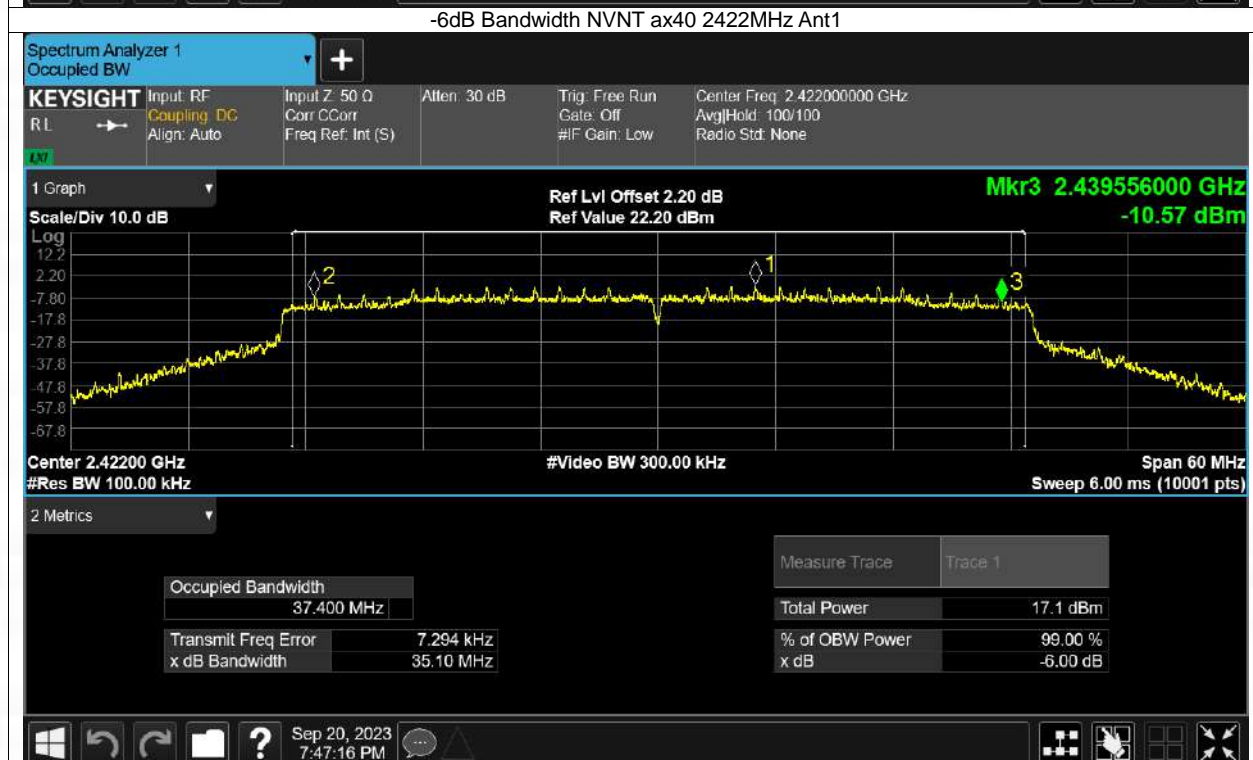 -6dB Bandwidth NVNT ax40 2422MHz Ant1
Spectrum Analyzer 1
Occupied BW
+
KEYSIGHT Input: RF Input Z: 50 Ω Atten: 30 dB Trig: Free Run Center Freq: 2.422000000 GHz
RL Coupling: DC Corr CCorr Gate: Off Avg|Hold: 100/100
Align: Auto Freq Ref: Int (S) #IF Gain: Low Radio Std: None
LXI
1 Graph Ref Lvl Offset 2.20 dB Mkr3 2.439556000 GHz
Scale/Div 10.0 dB Ref Value 22.20 dBm -10.57 dBm
Log
12.2
2.20
-7.80
-17.8
-27.8
-37.8
-47.8
-57.8
-67.8
2
1
3
Center 2.42200 GHz #Video BW 300.00 kHz Span 60 MHz
#Res BW 100.00 kHz Sweep 6.00 ms (10001 pts)
2 Metrics
Measure Trace Trace 1
Occupied Bandwidth
37.400 MHz Total Power 17.1 dBm
Transmit Freq Error 7.294 kHz % of OBW Power 99.00 %
x dB Bandwidth 35.10 MHz x dB -6.00 dB
? Sep 20, 2023
7:47:16 PM